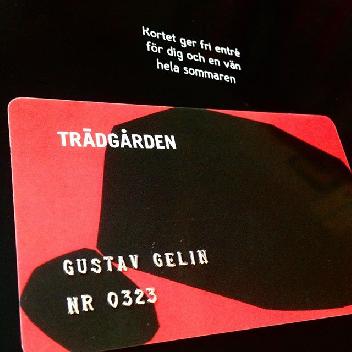 Kortet ger fri entré
för dig och en vän
hela sommaren
TRÄDGÅRDEN
GUSTAV GELIN
NR 0323